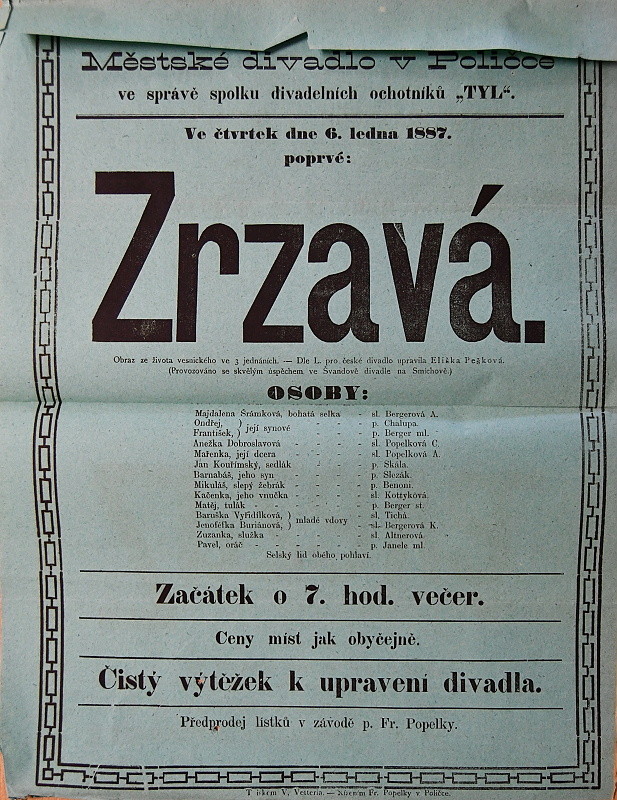 Městské divadlo v Poličce
ve správě spolku divadelních ochotníků „TYL“.
Ve čtvrtek dne 6. ledna 1887.
poprvé:
Zrzavá.
Obraz ze života vesnického ve 3 jednáních. — Dle L. pro české divadlo upravila Eliška Pešková.
(Provozováno se skvělým úspěchem ve Švandově divadle na Smíchově.)
OSOBY:
Majdalena Šrámková, bohatá selka - sl. Bergerová A.
Ondřej, ) její synové - - - - p. Chalupa.
František, ) - - - - p. Berger ml.
Anežka Dobroslavová - - - - sl. Popelková C.
Mařenka, její dcera - - - - sl. Popelková A.
Jan Kouřimský, sedlák - - - - p. Skála.
Barnabáš, jeho syn - - - - p. Slezák.
Mikuláš, slepý žebrák - - - - p. Benoni.
Kačenka, jeho vnučka - - - - sl. Kottyková.
Matěj, tulák - - - - - p. Berger st.
Baruška Vyřídilková, ) mladé vdovy - - sl. Tichá.
Jenoféfka Buriánová, ) - - sl. Bergerová K.
Zuzanka, služka - - - - - sl. Altnerová.
Pavel, oráč - - - - - - p. Janele ml.
Selský lid obého pohlaví.
Začátek o 7. hod. večer.
Ceny míst jak obyčejně.
Čistý výtěžek k upravení divadla.
Předprodej lístků v závodě p. Fr. Popelky.
Tiskem V. Vetteria. — Nákladem Fr. Popelky v Poličce.